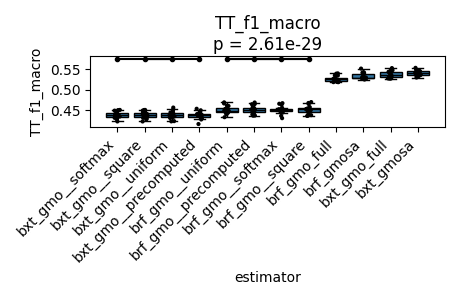 TT_f1_macro
p = 2.61e-29
TT_f1_macro
0.55
0.50
0.45
bxt_gmo__softmax
bxt_gmo__square
bxt_gmo__uniform
bxt_gmo__precomputed
brf_gmo__uniform
brf_gmo__precomputed
brf_gmo__softmax
brf_gmo__square
brf_gmo_full
brf_gmosa
bxt_gmo_full
bxt_gmosa
estimator